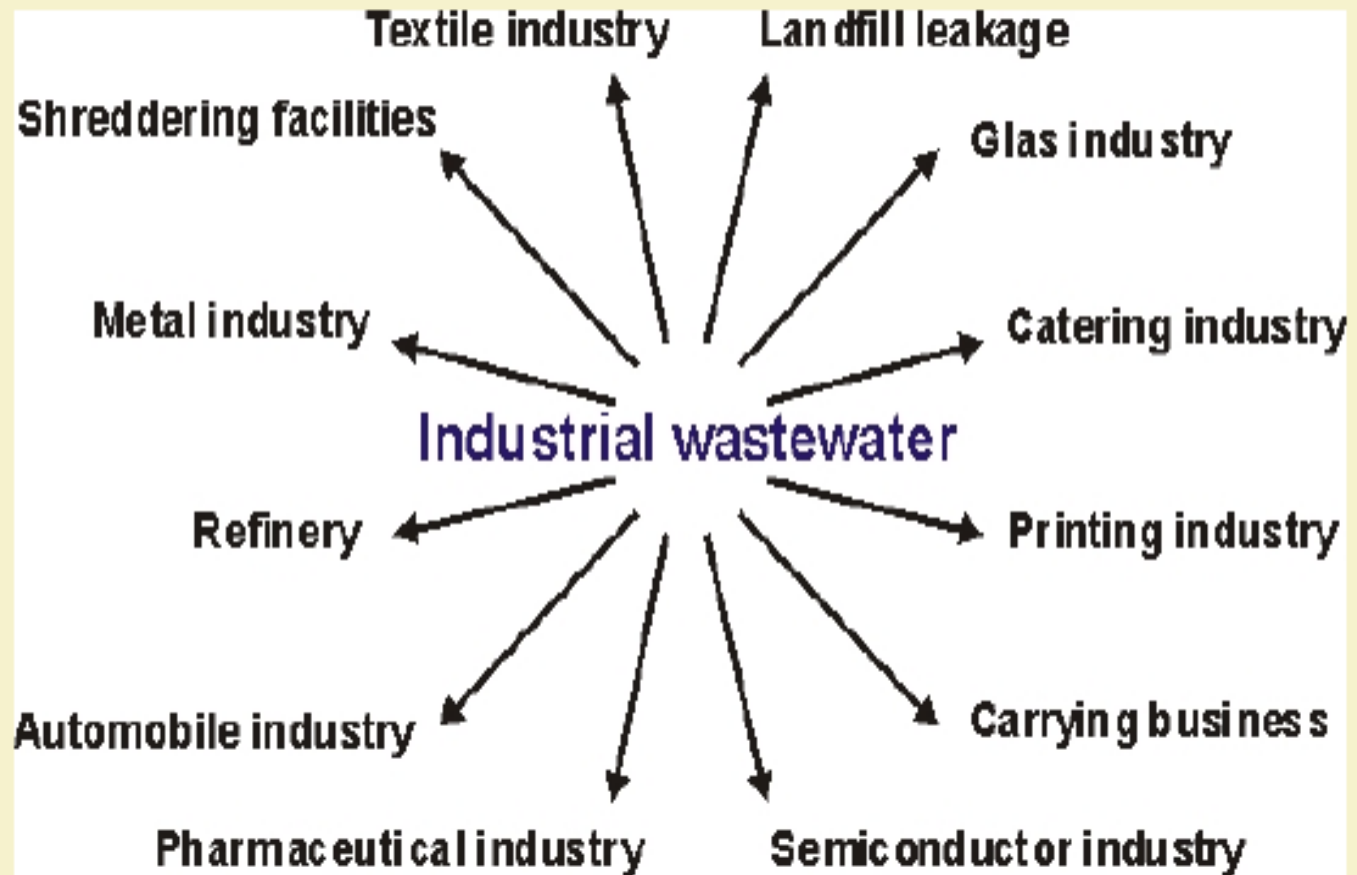 Textile industry
Landfill leakage
Shreddering facilities
Glas industry
Metal industry
Catering industry
Industrial wastewater
Refinery
Printing industry
Automobile industry
Carrying business
Pharmaceutical industry
Semiconductor industry